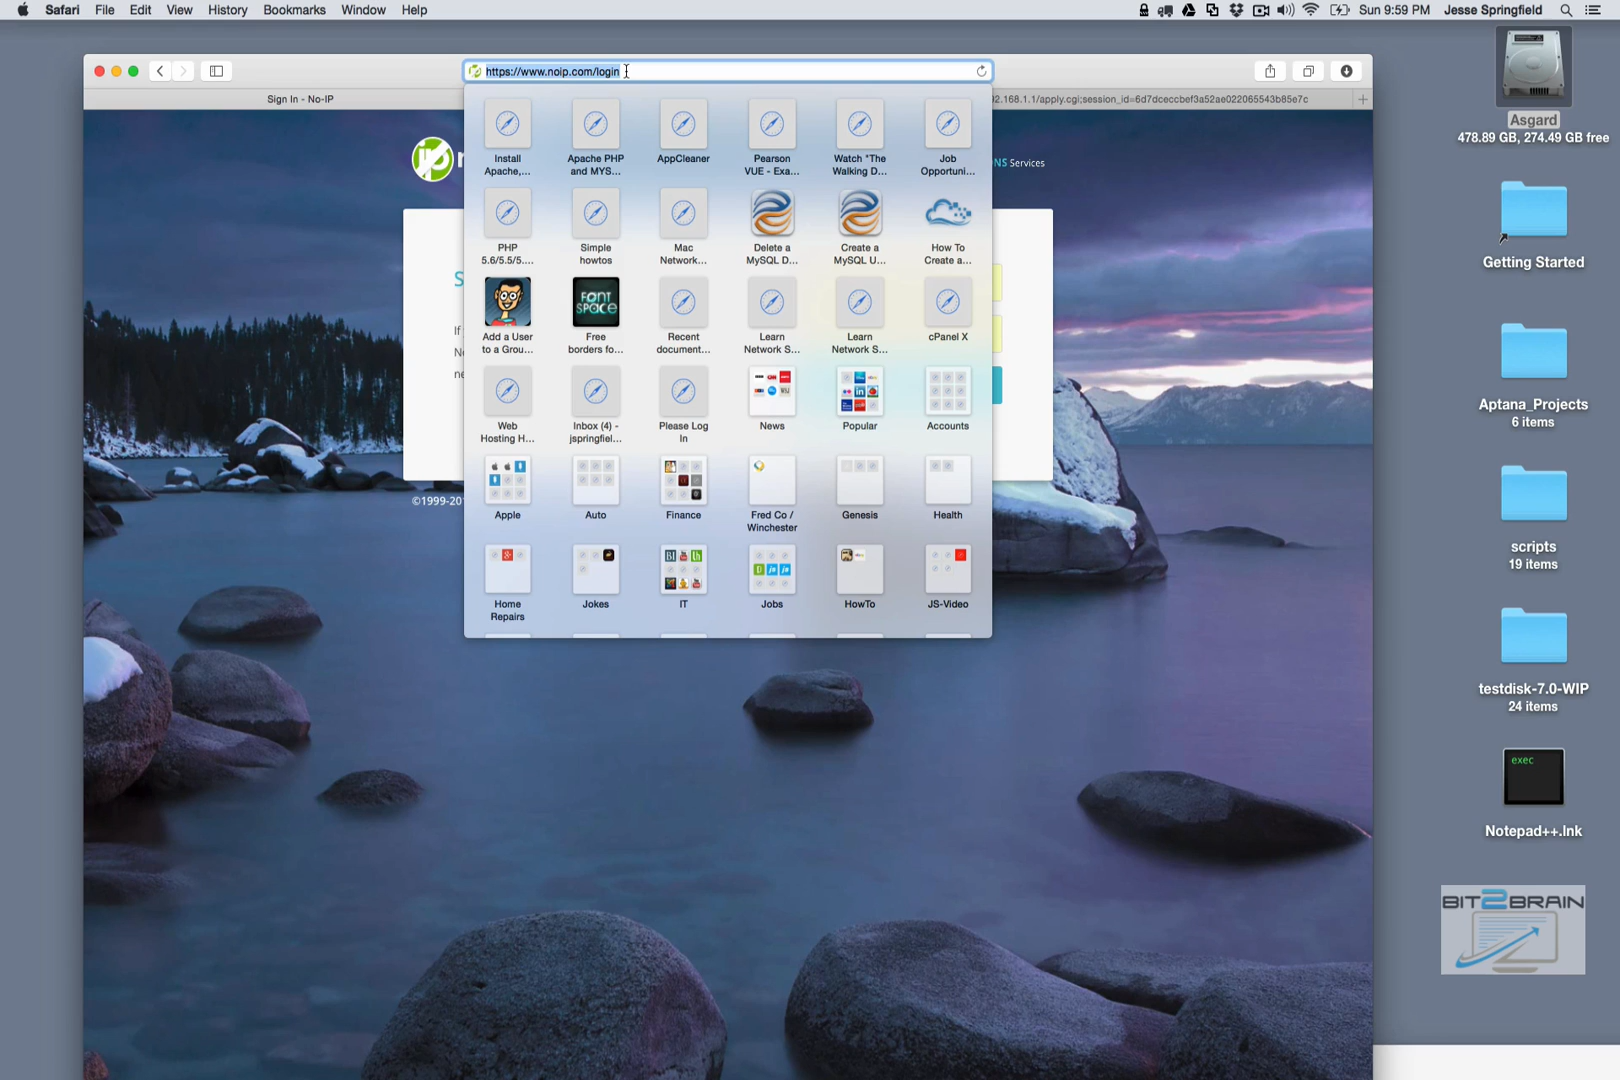 Safari File Edit View History Bookmarks Window Help
Sun 9:59 PM Jesse Springfield
https://www.noip.com/login
Sign In - No-IP
2.168.1.1/apply.cgi;session_id=6d7dceccbef3a52ae022065543b85e7c
NS Services
Install Apache,...
Apache PHP and MYS...
AppCleaner
Pearson VUE - Exa...
Watch "The Walking D...
Job Opportuni...
PHP 5.6/5.5/5....
Simple howtos
Mac Network...
Delete a MySQL D...
Create a MySQL U...
How To Create a...
FONT SPACE
Add a User to a Grou...
Free borders fo...
Recent document...
Learn Network S...
Learn Network S...
cPanel X
Web Hosting H...
Inbox (4) - jspringfiel...
Please Log In
News
Popular
Accounts
Apple
Auto
Finance
Fred Co / Winchester
Genesis
Health
Home Repairs
Jokes
IT
Jobs
HowTo
JS-Video
S
If
N
ne
©1999-20
Asgard
478.89 GB, 274.49 GB free
Getting Started
Aptana_Projects
6 items
scripts
19 items
testdisk-7.0-WIP
24 items
exec
Notepad++.lnk
BIT2BRAIN